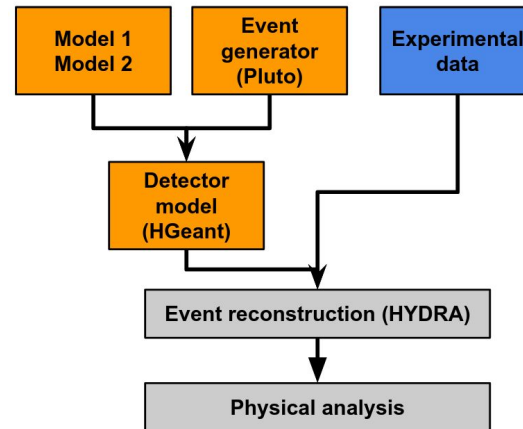 Model 1
Model 2
Event
generator
(Pluto)
Experimental
data
Detector
model
(HGeant)
Event reconstruction (HYDRA)
Physical analysis